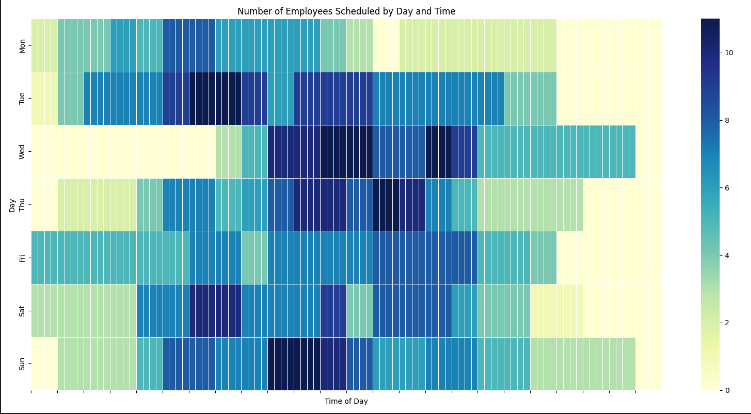 Number of Employees Scheduled by Day and Time
Day
Mon
Tue
Wed
Thu
Fri
Sat
Sun
Time of Day
10
8
6
4
2
0